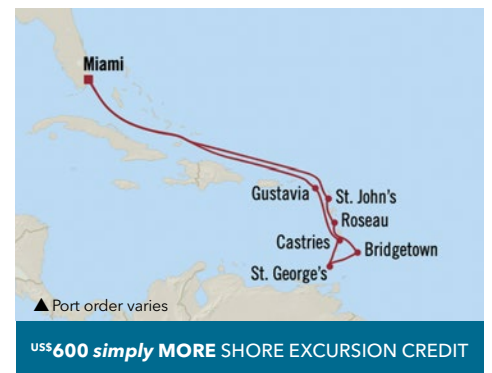 Miami
Gustavia
St. John's
Roseau
Castries
Bridgetown
St. George's
▲ Port order varies
US$600 simply MORE SHORE EXCURSION CREDIT